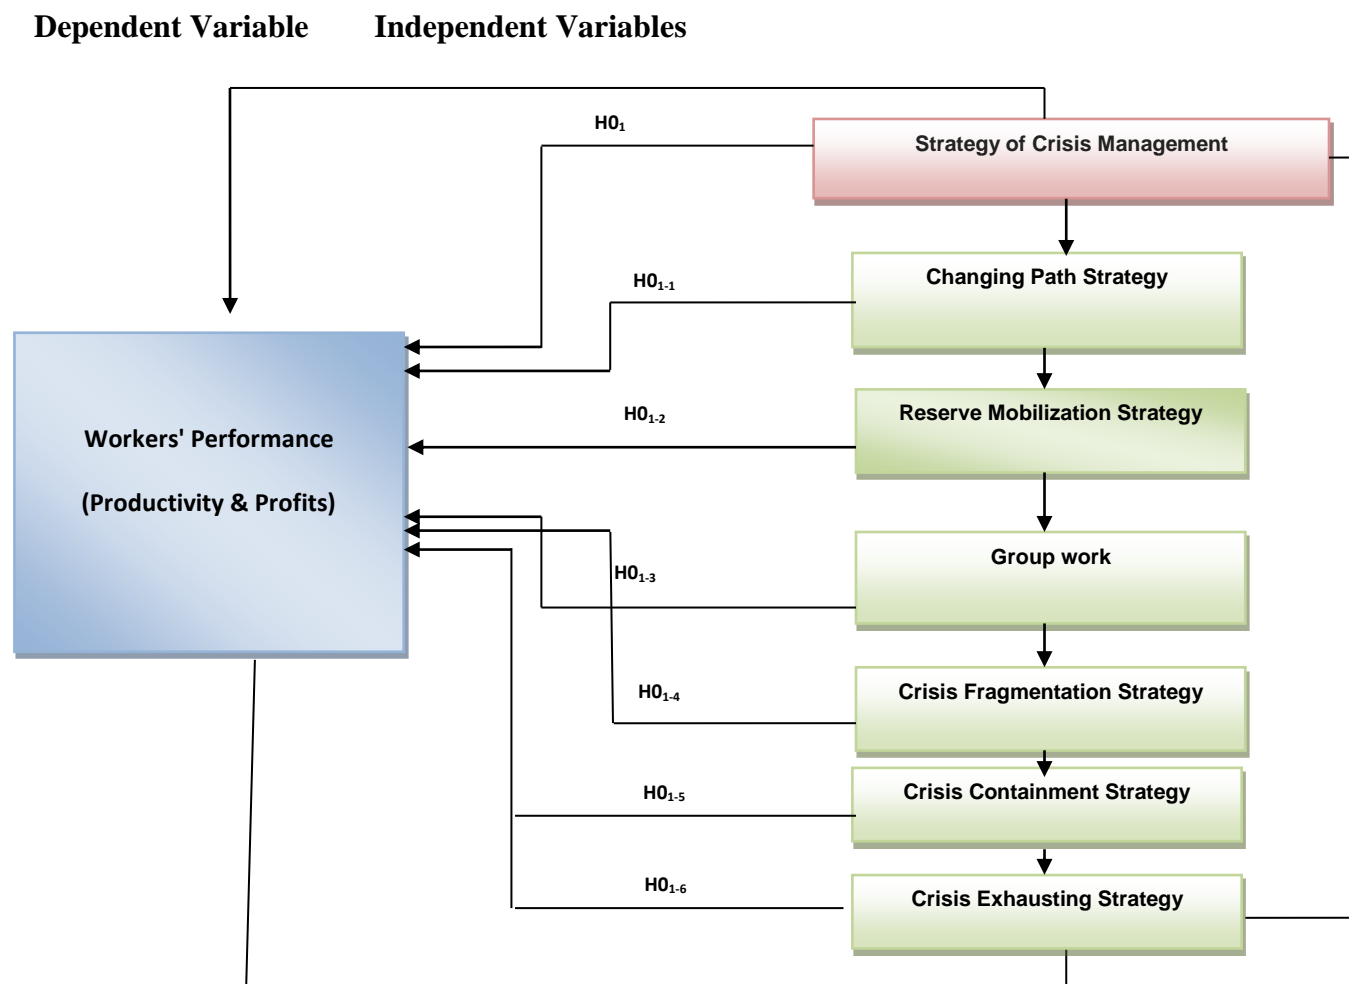 Dependent Variable Independent Variables
H0₁
Strategy of Crisis Management
H0₁₋₁
Changing Path Strategy
H0₁₋₂
Reserve Mobilization Strategy
Workers' Performance
(Productivity & Profits)
H0₁₋₃
Group work
H0₁₋₄
Crisis Fragmentation Strategy
H0₁₋₅
Crisis Containment Strategy
H0₁₋₆
Crisis Exhausting Strategy